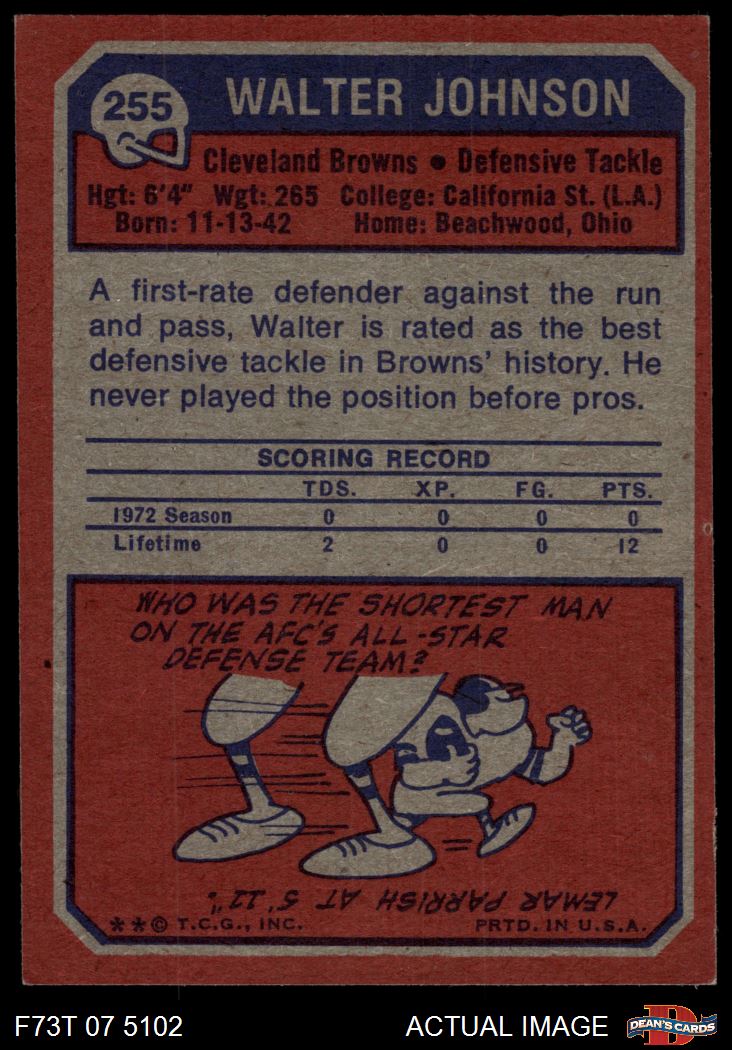 255
WALTER JOHNSON
Cleveland Browns • Defensive Tackle
Hgt: 6'4" Wgt: 265 College: California St. (L.A.)
Born: 11-13-42 Home: Beachwood, Ohio
A first-rate defender against the run
and pass, Walter is rated as the best
defensive tackle in Browns' history. He
never played the position before pros.
SCORING RECORD
TDS. XP. FG. PTS.
1972 Season 0 0 0 0
Lifetime 2 0 0 12
WHO WAS THE SHORTEST MAN
ON THE AFC'S ALL-STAR
DEFENSE TEAM?
LEMAR PARRISH AT 5' 11".
**© T.C.G., INC. PRTD. IN U.S.A.
F73T 07 5102 ACTUAL IMAGE
D
DEAN'S CARDS